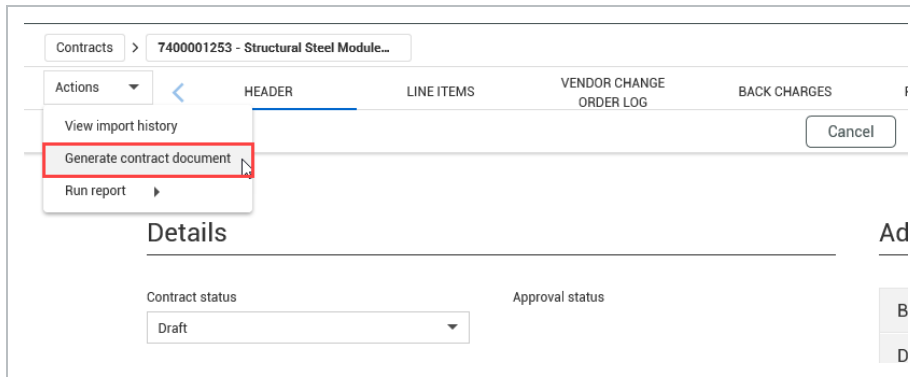 Contracts > 7400001253 - Structural Steel Module...
Actions
HEADER
LINE ITEMS
VENDOR CHANGE
ORDER LOG
BACK CHARGES
View import history
Cancel
Generate contract document
Run report
Details
Ad
Contract status
Approval status
Draft
B
D